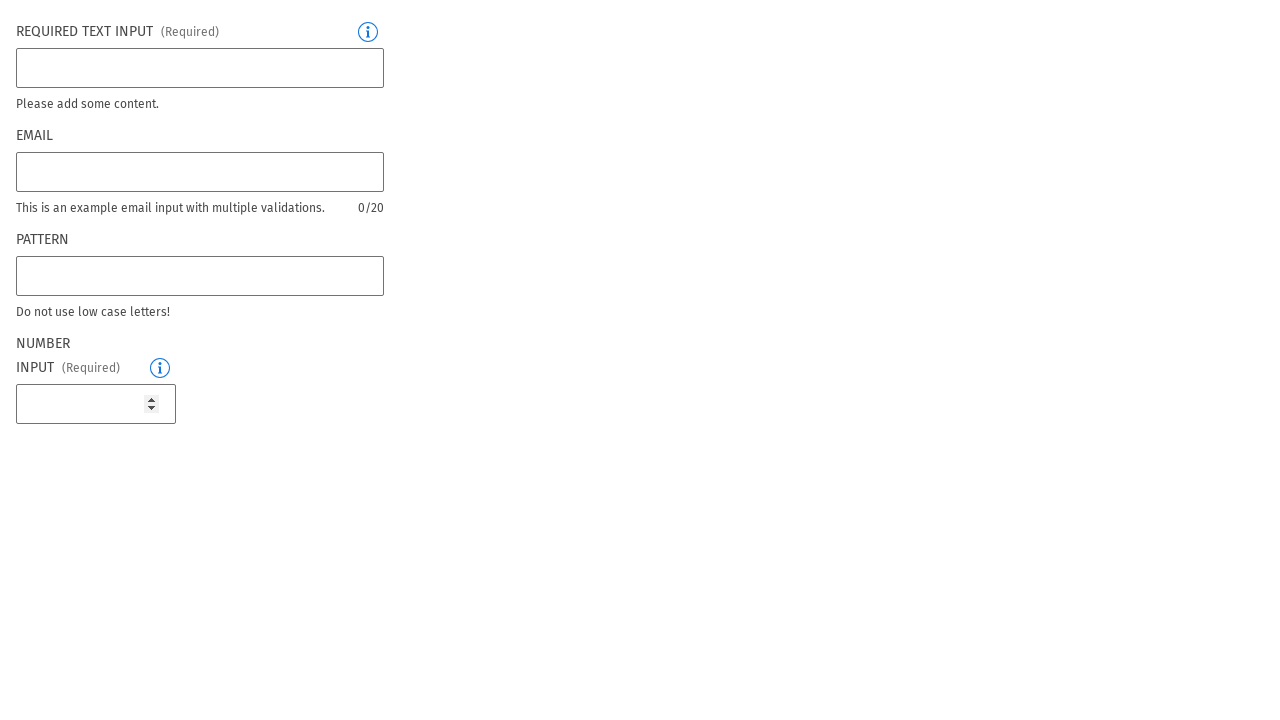 REQUIRED TEXT INPUT (Required)
Please add some content.
EMAIL
This is an example email input with multiple validations. 0/20
PATTERN
Do not use low case letters!
NUMBER
INPUT (Required)